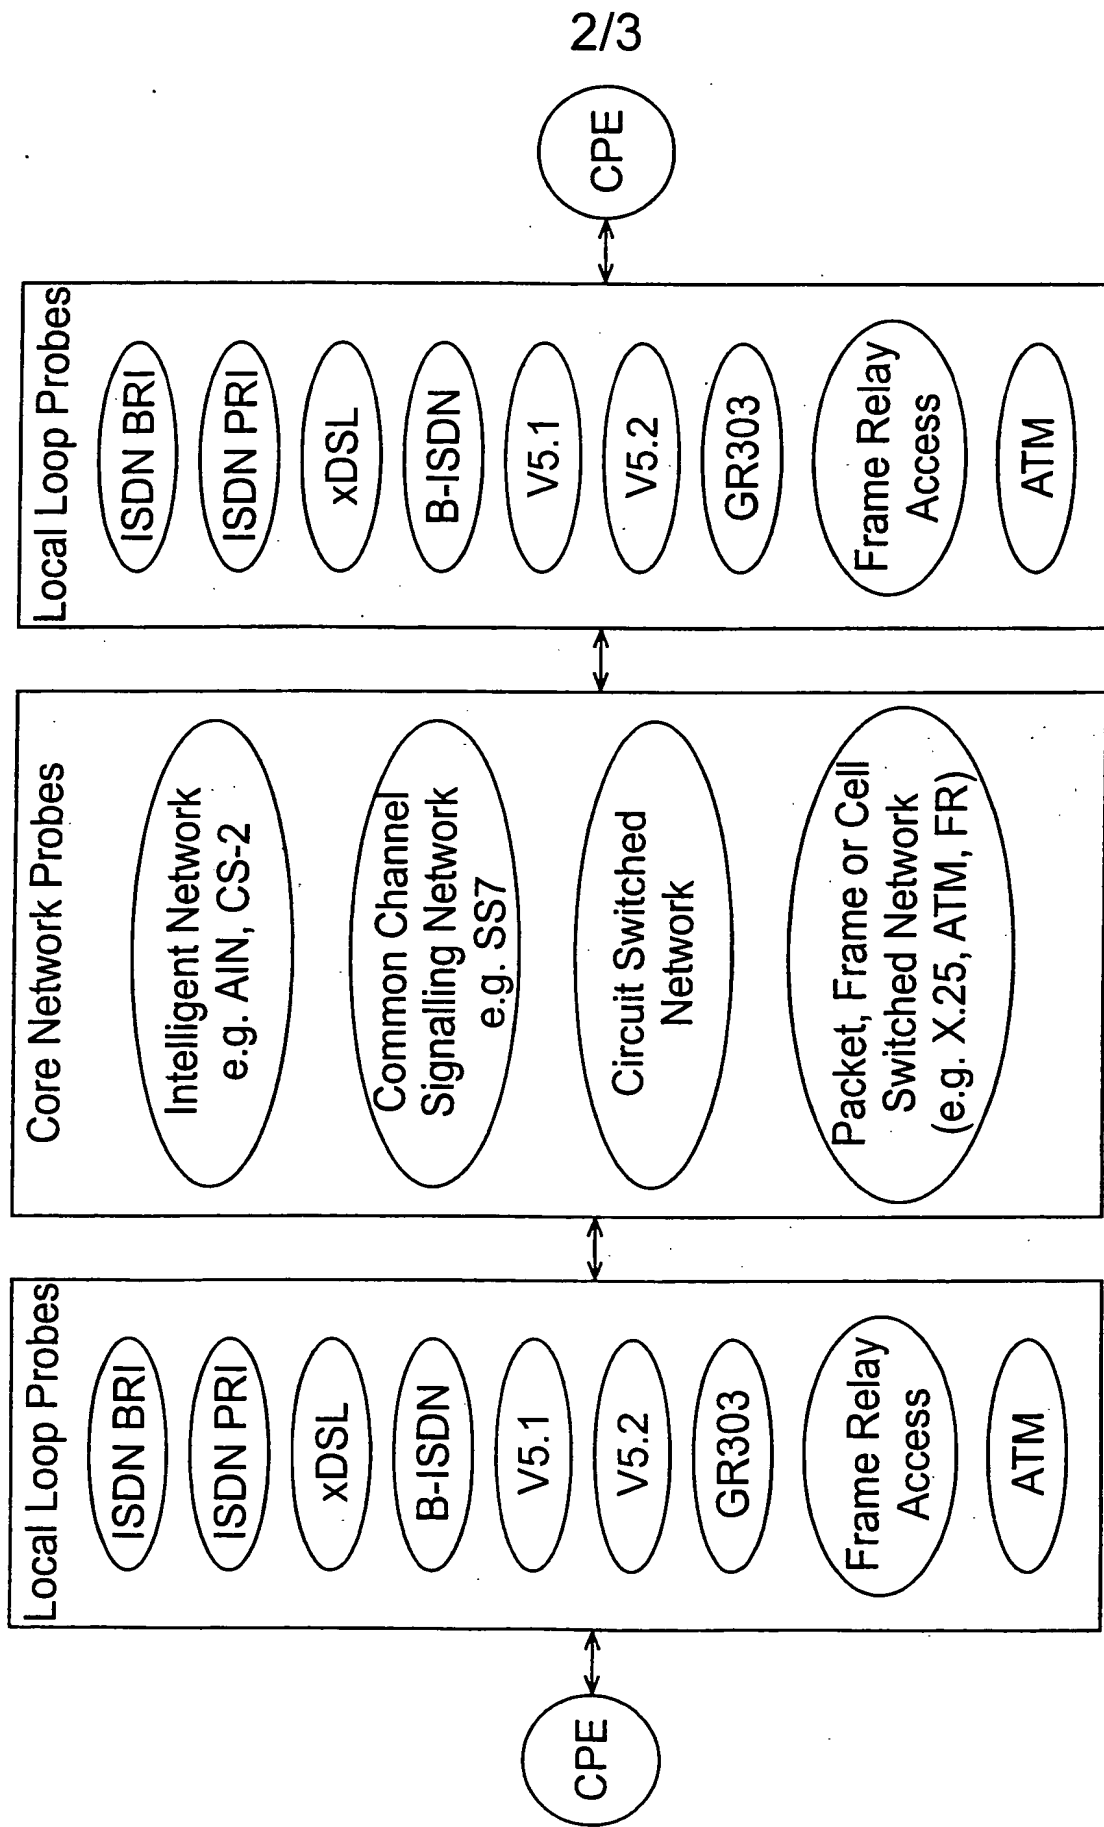 2/3
CPE
Local Loop Probes
ISDN BRI
ISDN PRI
xDSL
B-ISDN
V5.1
V5.2
GR303
Frame Relay
Access
ATM
Core Network Probes
Intelligent Network
e.g. AIN, CS-2
Common Channel
Signalling Network
e.g. SS7
Circuit Switched
Network
Packet, Frame or Cell
Switched Network
(e.g. X.25, ATM, FR)
Local Loop Probes
ISDN BRI
ISDN PRI
xDSL
B-ISDN
V5.1
V5.2
GR303
Frame Relay
Access
ATM
CPE